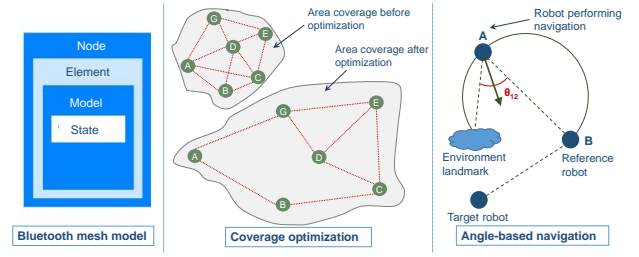 Node
Element
Model
State
Bluetooth mesh model
Area coverage before
optimization
G
E
D
A
C
B
Area coverage after
optimization
G
E
A
D
C
B
Coverage optimization
Robot performing
navigation
A
θ12
B
Environment
landmark
Reference
robot
Target robot
Angle-based navigation